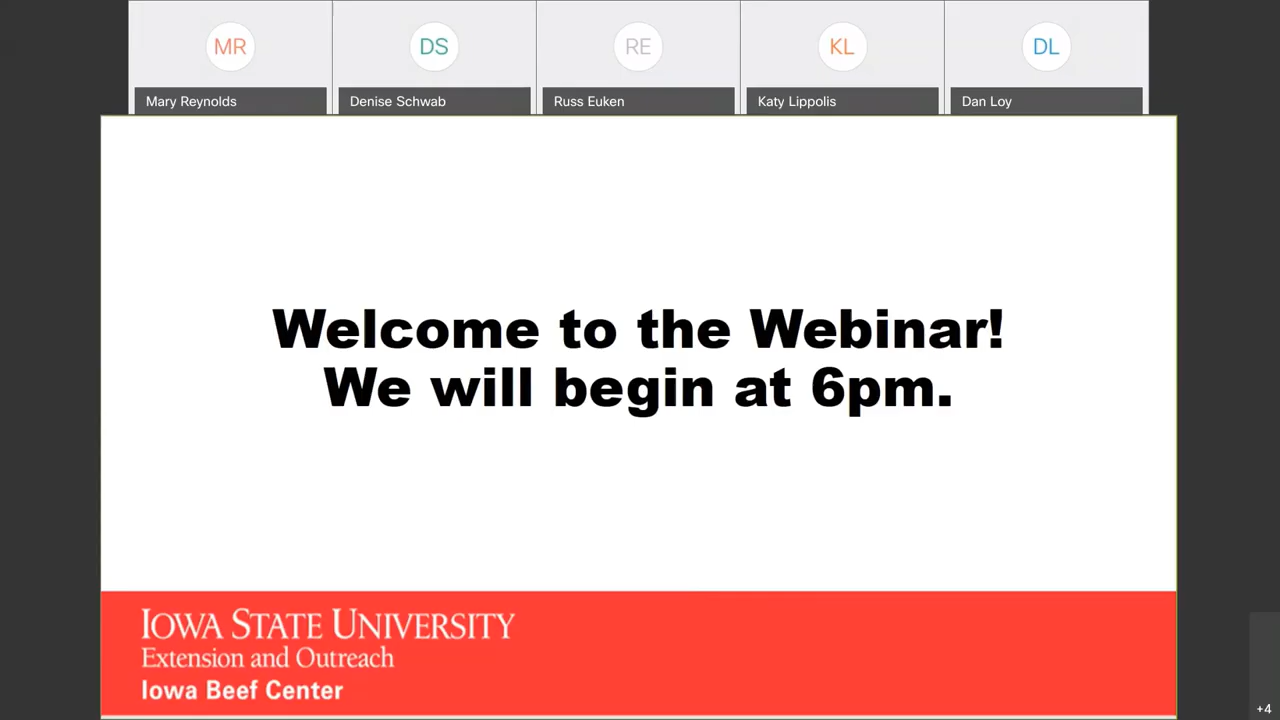 MR
DS
RE
KL
DL
Mary Reynolds
Denise Schwab
Russ Euken
Katy Lippolis
Dan Loy
Welcome to the Webinar!
We will begin at 6pm.
IOWA STATE UNIVERSITY
Extension and Outreach
Iowa Beef Center
+4